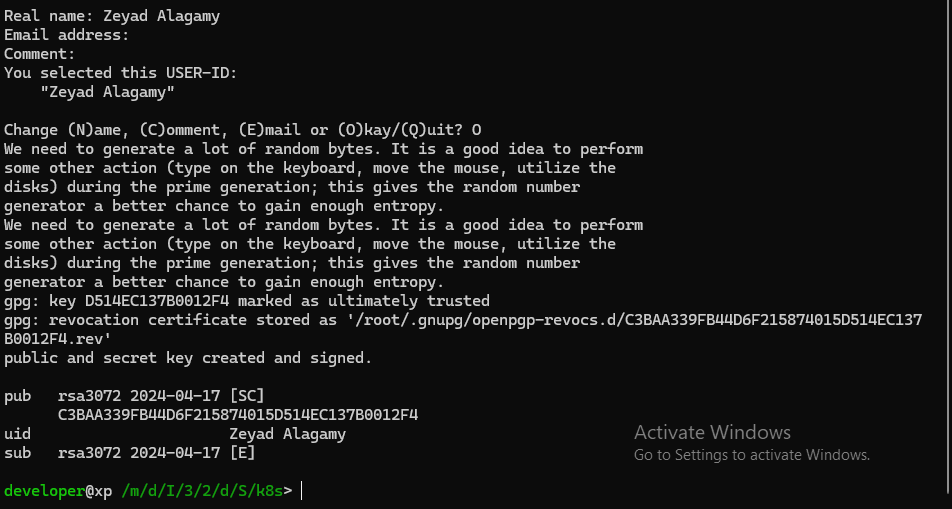 Real name: Zeyad Alagamy
Email address:
Comment:
You selected this USER-ID:
    "Zeyad Alagamy"

Change (N)ame, (C)omment, (E)mail or (O)kay/(Q)uit? O
We need to generate a lot of random bytes. It is a good idea to perform
some other action (type on the keyboard, move the mouse, utilize the
disks) during the prime generation; this gives the random number
generator a better chance to gain enough entropy.
We need to generate a lot of random bytes. It is a good idea to perform
some other action (type on the keyboard, move the mouse, utilize the
disks) during the prime generation; this gives the random number
generator a better chance to gain enough entropy.
gpg: key D514EC137B0012F4 marked as ultimately trusted
gpg: revocation certificate stored as '/root/.gnupg/openpgp-revocs.d/C3BAA339FB44D6F215874015D514EC137
B0012F4.rev'
public and secret key created and signed.

pub   rsa3072 2024-04-17 [SC]
      C3BAA339FB44D6F215874015D514EC137B0012F4
uid                      Zeyad Alagamy
sub   rsa3072 2024-04-17 [E]

Activate Windows
Go to Settings to activate Windows.
developer@xp /m/d/I/3/2/d/S/k8s>